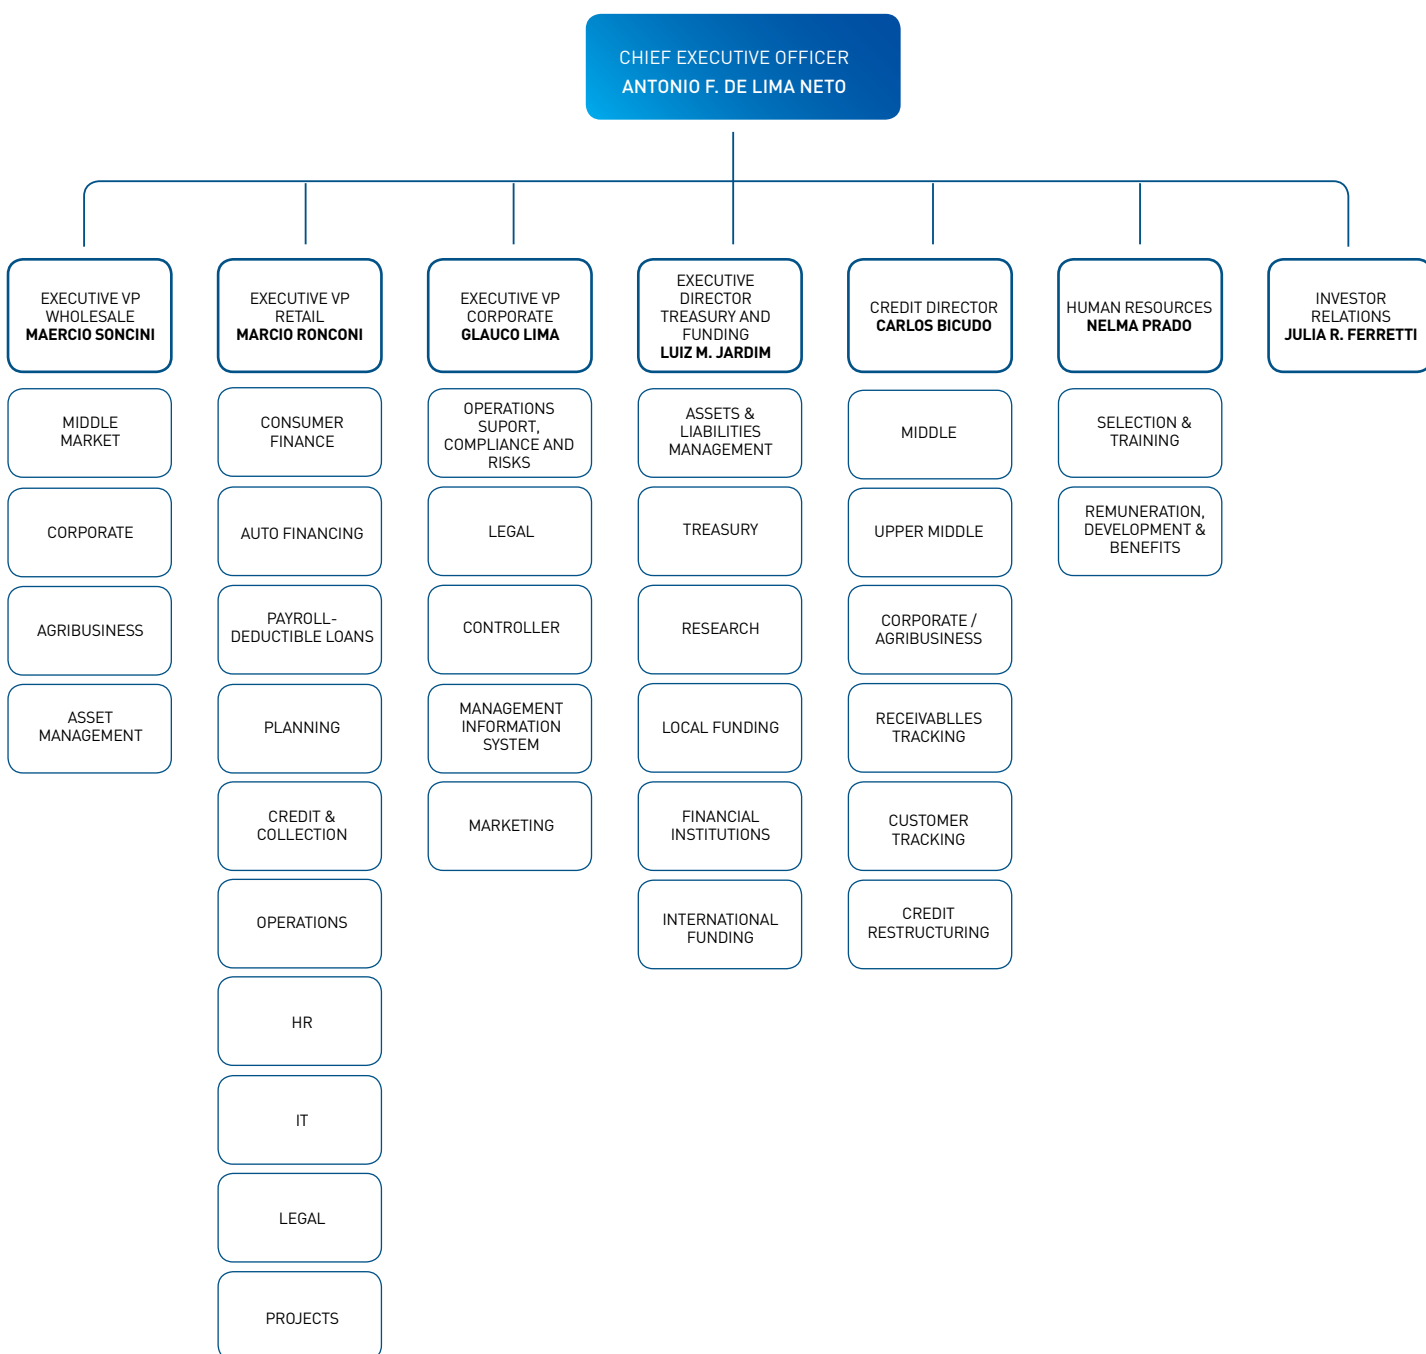 CHIEF EXECUTIVE OFFICER
ANTONIO F. DE LIMA NETO
EXECUTIVE VP
WHOLESALE
MAERCIO SONCINI
MIDDLE
MARKET
CORPORATE
AGRIBUSINESS
ASSET
MANAGEMENT
EXECUTIVE VP
RETAIL
MARCIO RONCONI
CONSUMER
FINANCE
AUTO FINANCING
PAYROLL-
DEDUCTIBLE LOANS
PLANNING
CREDIT &
COLLECTION
OPERATIONS
HR
IT
LEGAL
PROJECTS
EXECUTIVE VP
CORPORATE
GLAUCO LIMA
OPERATIONS
SUPORT,
COMPLIANCE AND
RISKS
LEGAL
CONTROLLER
MANAGEMENT
INFORMATION
SYSTEM
MARKETING
EXECUTIVE
DIRECTOR
TREASURY AND
FUNDING
LUIZ M. JARDIM
ASSETS &
LIABILITIES
MANAGEMENT
TREASURY
RESEARCH
LOCAL FUNDING
FINANCIAL
INSTITUTIONS
INTERNATIONAL
FUNDING
CREDIT DIRECTOR
CARLOS BICUDO
MIDDLE
UPPER MIDDLE
CORPORATE /
AGRIBUSINESS
RECEIVABLLES
TRACKING
CUSTOMER
TRACKING
CREDIT
RESTRUCTURING
HUMAN RESOURCES
NELMA PRADO
SELECTION &
TRAINING
REMUNERATION,
DEVELOPMENT &
BENEFITS
INVESTOR
RELATIONS
JULIA R. FERRETTI